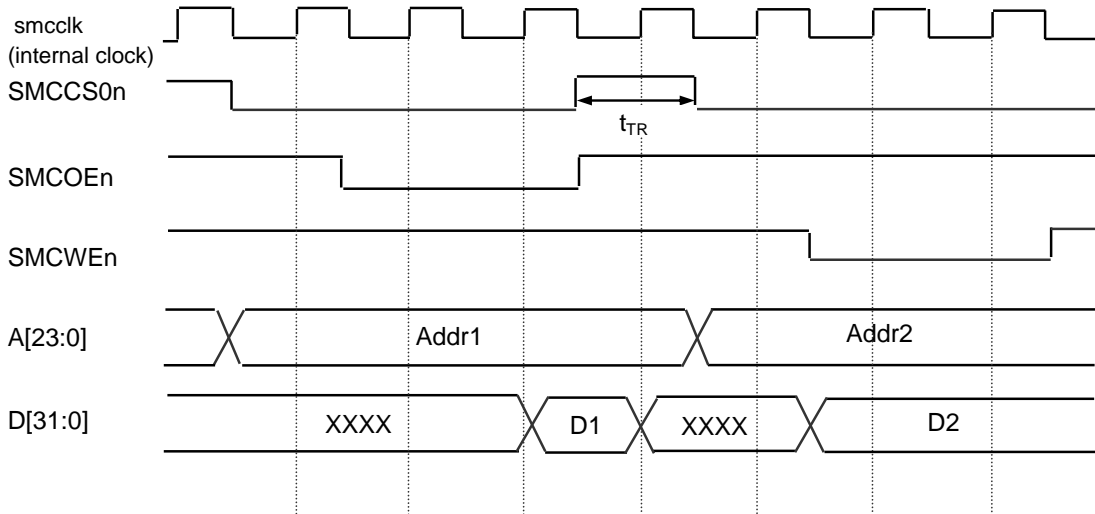 smcclk
(internal clock)
SMCCS0n
tTR
SMCOEn
SMCWEn
A[23:0]
Addr1
Addr2
D[31:0]
XXXX
D1
XXXX
D2